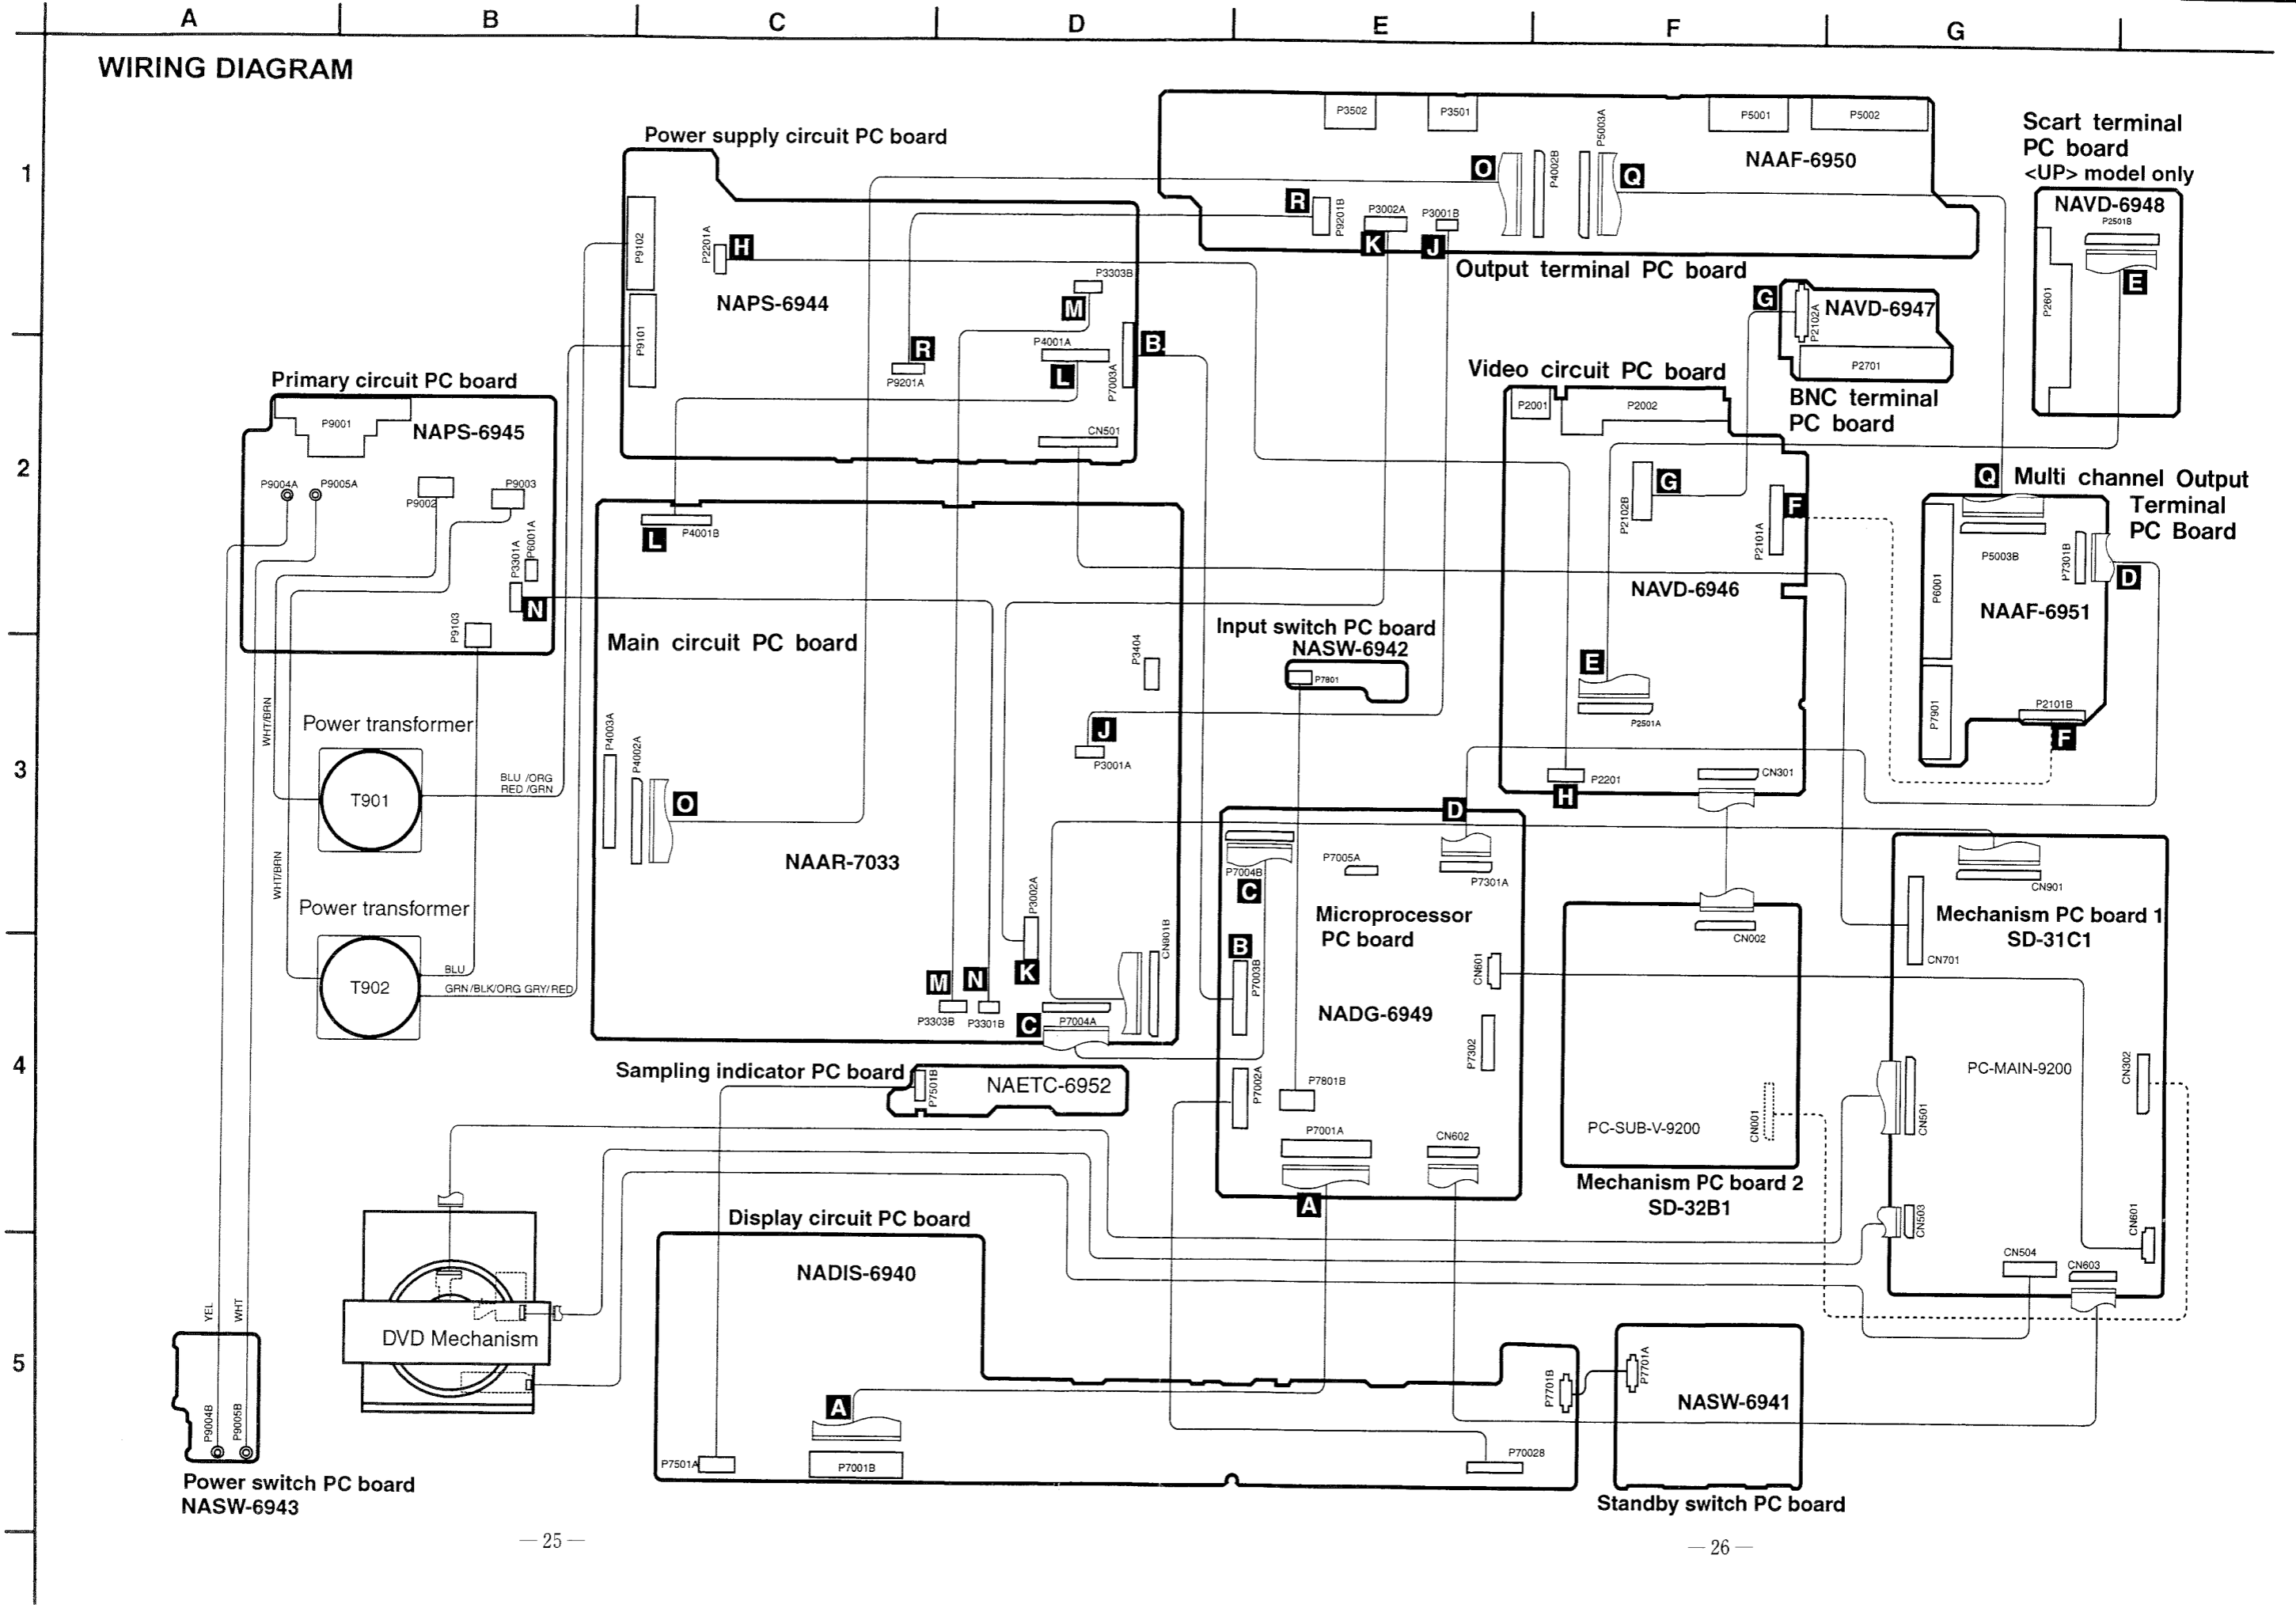 A B C D E F G
WIRING DIAGRAM
1
2
3
4
5
Power supply circuit PC board
P9102
P2201A
H
NAPS-6944
P3303B
M
P9101
P4001A
L
R
P9201A
P7003A
B
CN501
P3502
P3501
P5003A
P5001
P5002
NAAF-6950
O
P4002B
Q
R
P9201B
P3002A
K
P3001B
J
Output terminal PC board
Scart terminal
PC board
<UP> model only
NAVD-6948
P2501B
E
P2601
G
P2102A
NAVD-6947
P2701
BNC terminal
PC board
Primary circuit PC board
P9001
NAPS-6945
P9004A
P9005A
P9002
P9003
P3301A
P6001A
N
P9103
Video circuit PC board
P2001
P2002
P2102B
G
P2101A
F
NAVD-6946
E
P2501A
P2201
H
CN301
Q
Multi channel Output
Terminal
PC Board
P5003B
P7301B
D
P6001
NAAF-6951
P7901
P2101B
F
L
P4001B
Main circuit PC board
P3404
J
P3001A
P4003A
P4002A
O
NAAR-7033
P3002A
K
CN901B
M
N
P3303B
P3301B
C
P7004A
Input switch PC board
NASW-6942
P7801
WHT/BRN
Power transformer
T901
BLU /ORG
RED /GRN
WHT/BRN
Power transformer
T902
BLU
GRN/BLK/ORG GRY/RED
D
P7004B
C
P7005A
P7301A
Microprocessor
PC board
B
P7003B
CN601
NADG-6949
P7302
P7002A
P7801B
P7001A
CN602
A
CN002
CN001
PC-SUB-V-9200
Mechanism PC board 2
SD-32B1
CN901
Mechanism PC board 1
SD-31C1
CN701
PC-MAIN-9200
CN302
CN501
CN503
CN601
CN504
CN603
Sampling indicator PC board
P7501B
NAETC-6952
Display circuit PC board
NADIS-6940
A
P7501A
P7001B
P7701B
P70028
P7701A
NASW-6941
Standby switch PC board
DVD Mechanism
YEL
WHT
P9004B
P9005B
Power switch PC board
NASW-6943
— 25 —
— 26 —